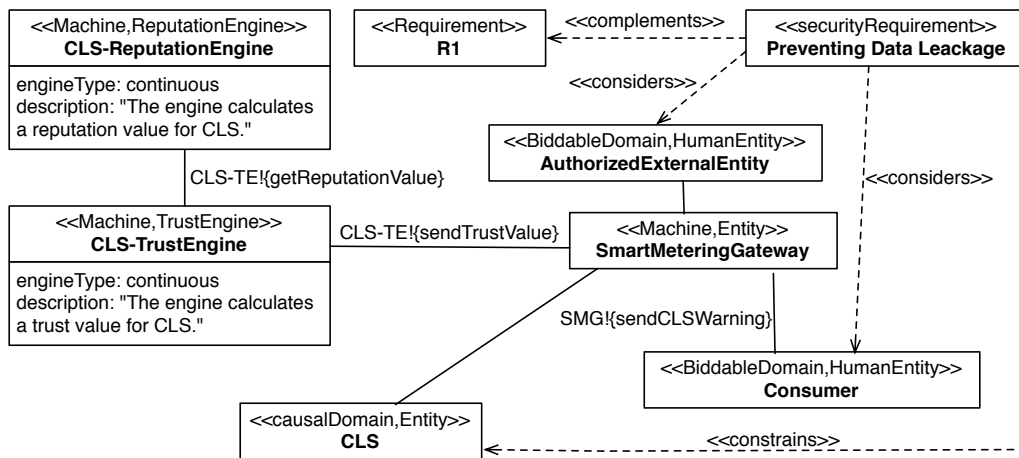 <<Machine,ReputationEngine>>
CLS-ReputationEngine
engineType: continuous
description: "The engine calculates
a reputation value for CLS."
<<Requirement>>
R1
<<complements>>
<<securityRequirement>>
Preventing Data Leackage
<<considers>>
<<BiddableDomain,HumanEntity>>
AuthorizedExternalEntity
CLS-TE!{getReputationValue}
<<considers>>
<<Machine,TrustEngine>>
CLS-TrustEngine
engineType: continuous
description: "The engine calculates
a trust value for CLS."
CLS-TE!{sendTrustValue}
<<Machine,Entity>>
SmartMeteringGateway
SMG!{sendCLSWarning}
<<BiddableDomain,HumanEntity>>
Consumer
<<causalDomain,Entity>>
CLS
<<constrains>>